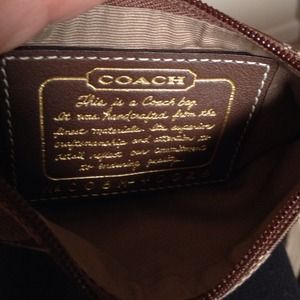 COACH
This is a Coach bag.
It was handcrafted from the
finest materials. Its superior
craftsmanship and attention to
detail reflect our commitment
to enduring quality.